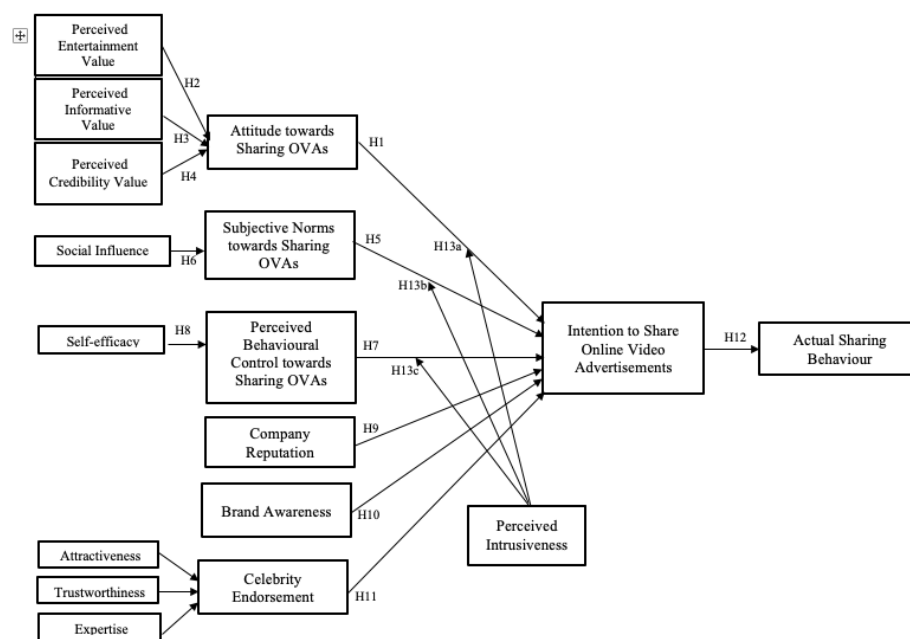 Perceived
Entertainment
Value
H2
Perceived
Informative
Value
H3
Perceived
Credibility Value
H4
Attitude towards
Sharing OVAs
H1
Social Influence
H6
Subjective Norms
towards Sharing
OVAs
H5
H13a
H13b
Self-efficacy
H8
Perceived
Behavioural
Control towards
Sharing OVAs
H7
H13c
Intention to Share
Online Video
Advertisements
H12
Actual Sharing
Behaviour
Company
Reputation
H9
Brand Awareness
H10
Perceived
Intrusiveness
Attractiveness
Trustworthiness
Expertise
Celebrity
Endorsement
H11